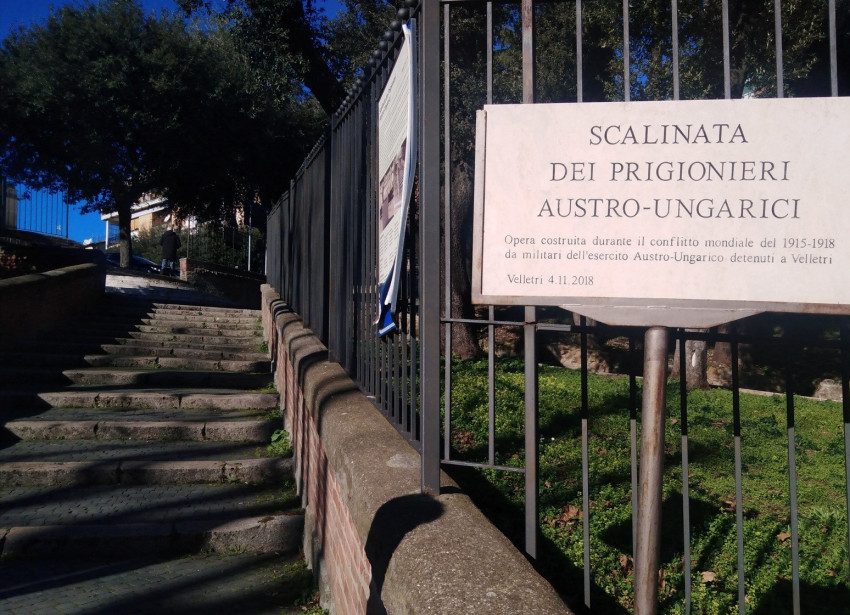 SCALINATA
DEI PRIGIONIERI
AUSTRO-UNGARICI
Opera costruita durante il conflitto mondiale del 1915-1918
da militari dell'esercito Austro-Ungarico detenuti a Velletri
Velletri 4.11.2018